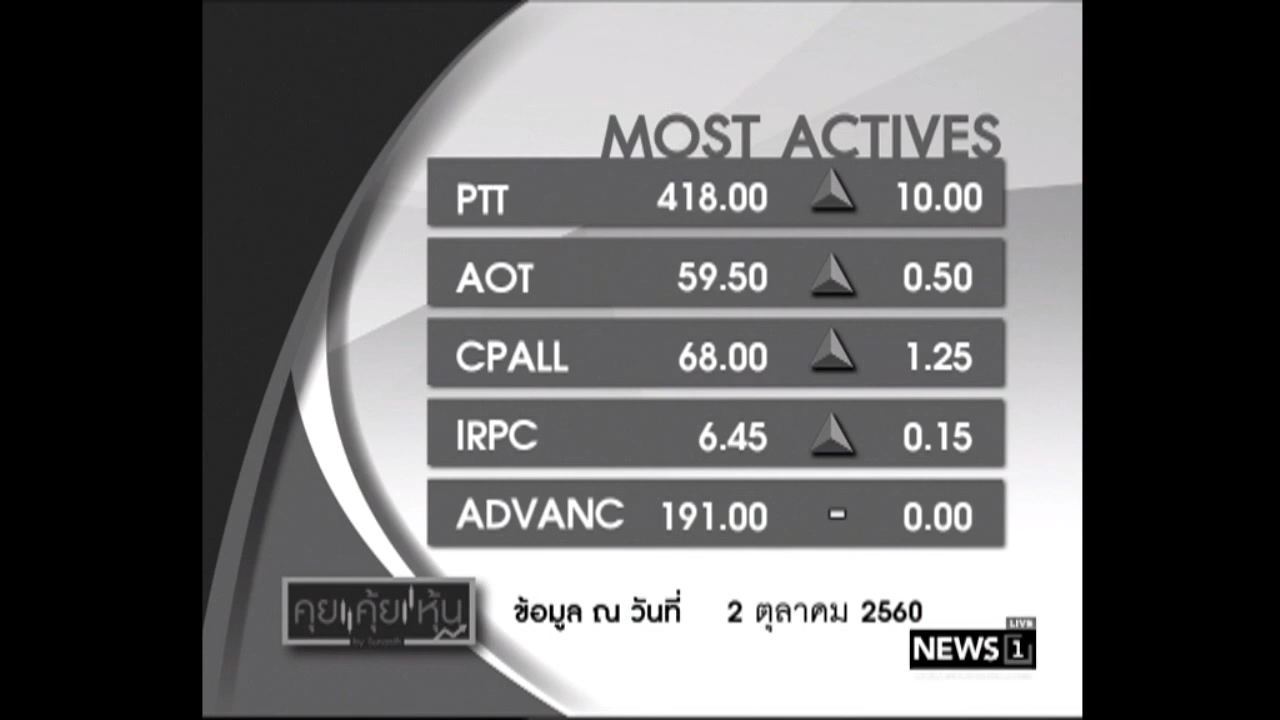 MOST ACTIVES
PTT 418.00 10.00
AOT 59.50 0.50
CPALL 68.00 1.25
IRPC 6.45 0.15
ADVANC 191.00 - 0.00
คุย คุ้ย หุ้น
ข้อมูล ณ วันที่ 2 ตุลาคม 2560
LIVE
NEWS 1